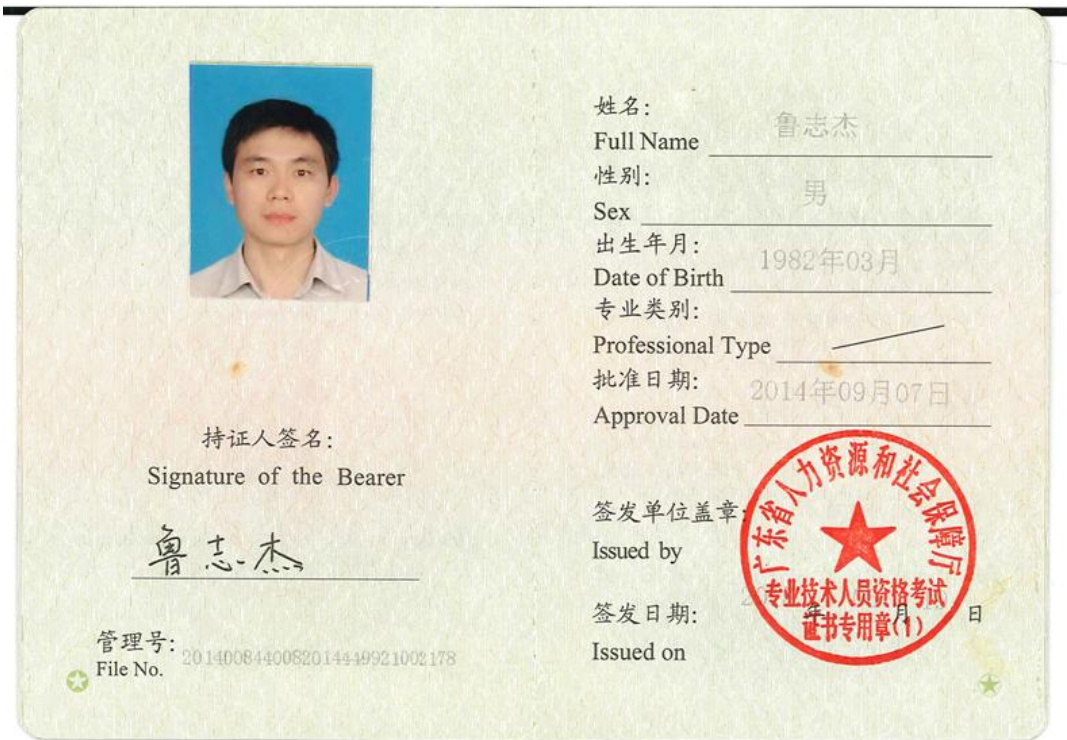 持证人签名:
Signature of the Bearer
鲁志杰
管理号:
File No. 2014008440082014449921002178
姓名:
Full Name 鲁志杰
性别:
Sex 男
出生年月:
Date of Birth 1982年03月
专业类别:
Professional Type
批准日期:
Approval Date 2014年09月07日
签发单位盖章:
Issued by
广东省人力资源和社会保障厅
专业技术人员资格考试
证书专用章(1)
签发日期: 年 月 日
Issued on